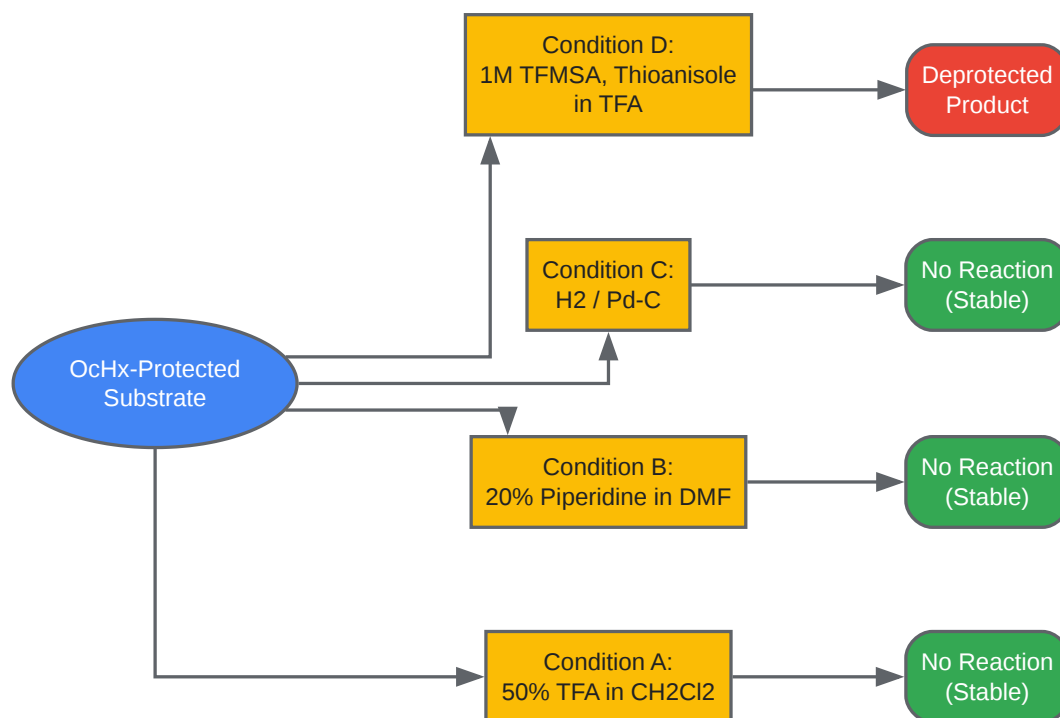 Condition D:
1M TFMSA, Thioanisole
in TFA
Deprotected
Product
Condition C:
H2 / Pd-C
No Reaction
(Stable)
OcHx-Protected
Substrate
Condition B:
20% Piperidine in DMF
No Reaction
(Stable)
Condition A:
50% TFA in CH2Cl2
No Reaction
(Stable)